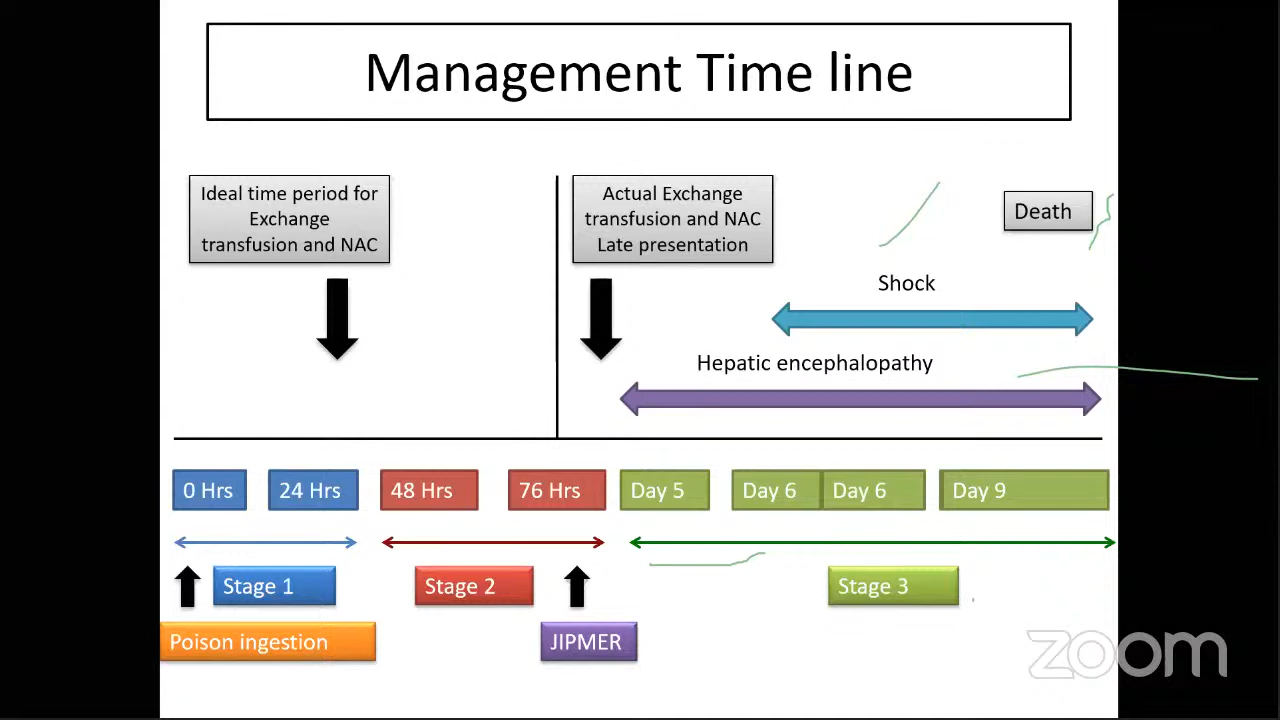 Management Time line
Ideal time period for
Exchange
transfusion and NAC
Actual Exchange
transfusion and NAC
Late presentation
Death
Shock
Hepatic encephalopathy
0 Hrs
24 Hrs
48 Hrs
76 Hrs
Day 5
Day 6
Day 6
Day 9
Stage 1
Stage 2
Stage 3
Poison ingestion
JIPMER
zoom